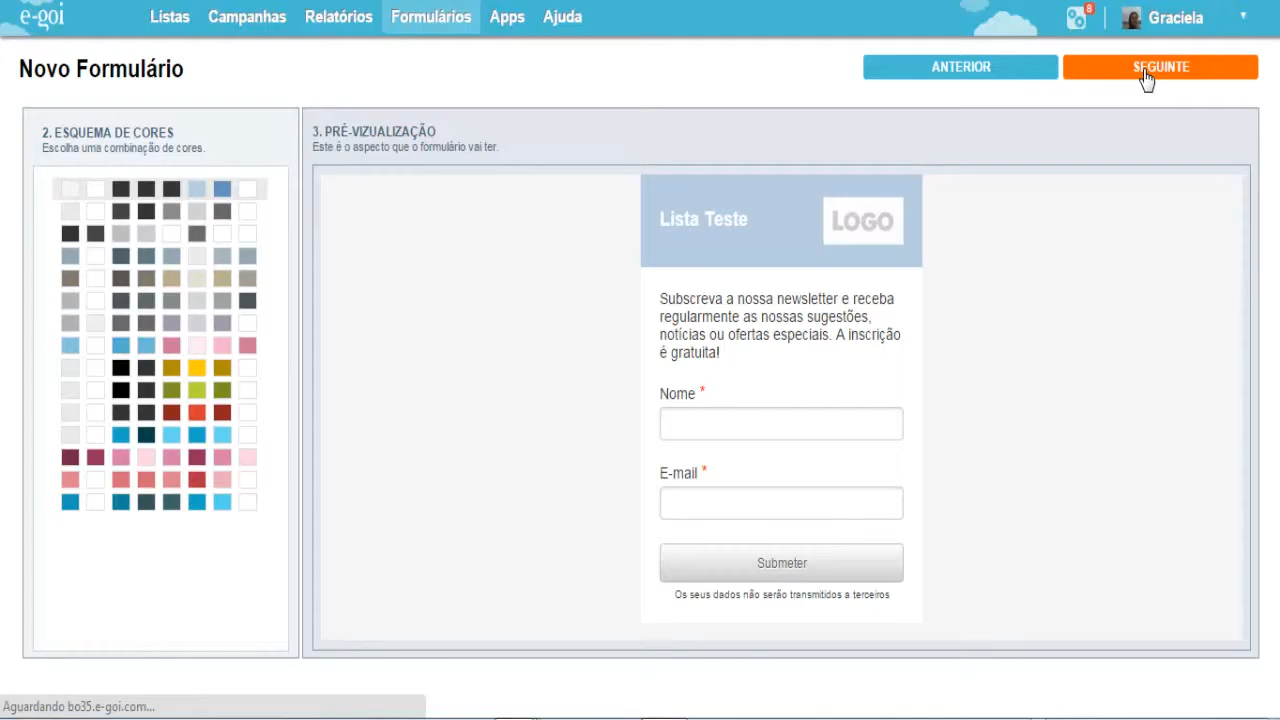 e-goi
Listas
Campanhas
Relatórios
Formulários
Apps
Ajuda
8
Graciela
Novo Formulário
ANTERIOR
SEGUINTE
2. ESQUEMA DE CORES
Escolha uma combinação de cores.
3. PRÉ-VIZUALIZAÇÃO
Este é o aspecto que o formulário vai ter.
Lista Teste
LOGO
Subscreva a nossa newsletter e receba
regularmente as nossas sugestões,
notícias ou ofertas especiais. A inscrição
é gratuita!
Nome *
E-mail *
Submeter
Os seus dados não serão transmitidos a terceiros
Aguardando bo35.e-goi.com...